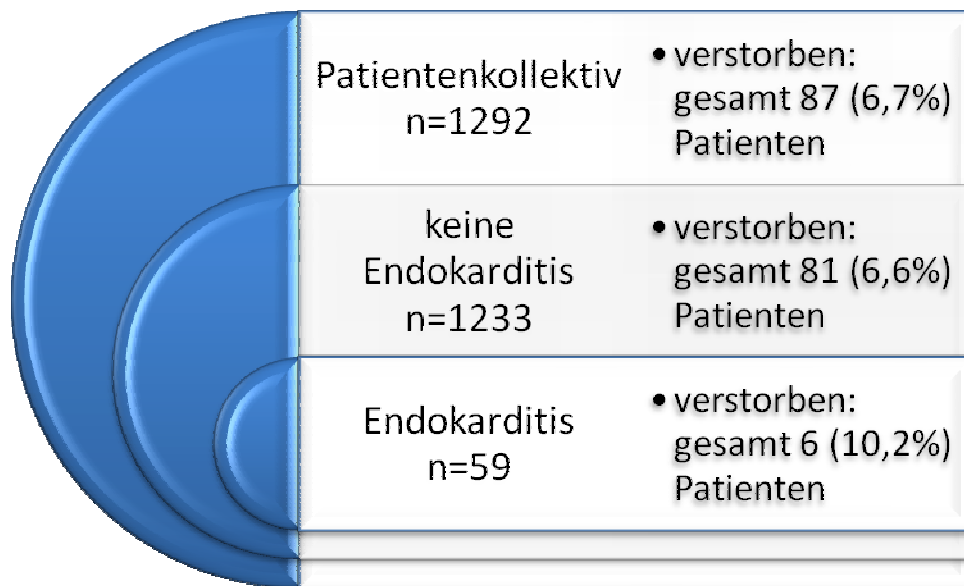 Patientenkollektiv
n=1292
• verstorben:
gesamt 87 (6,7%)
Patienten
keine
Endokarditis
n=1233
• verstorben:
gesamt 81 (6,6%)
Patienten
Endokarditis
n=59
• verstorben:
gesamt 6 (10,2%)
Patienten